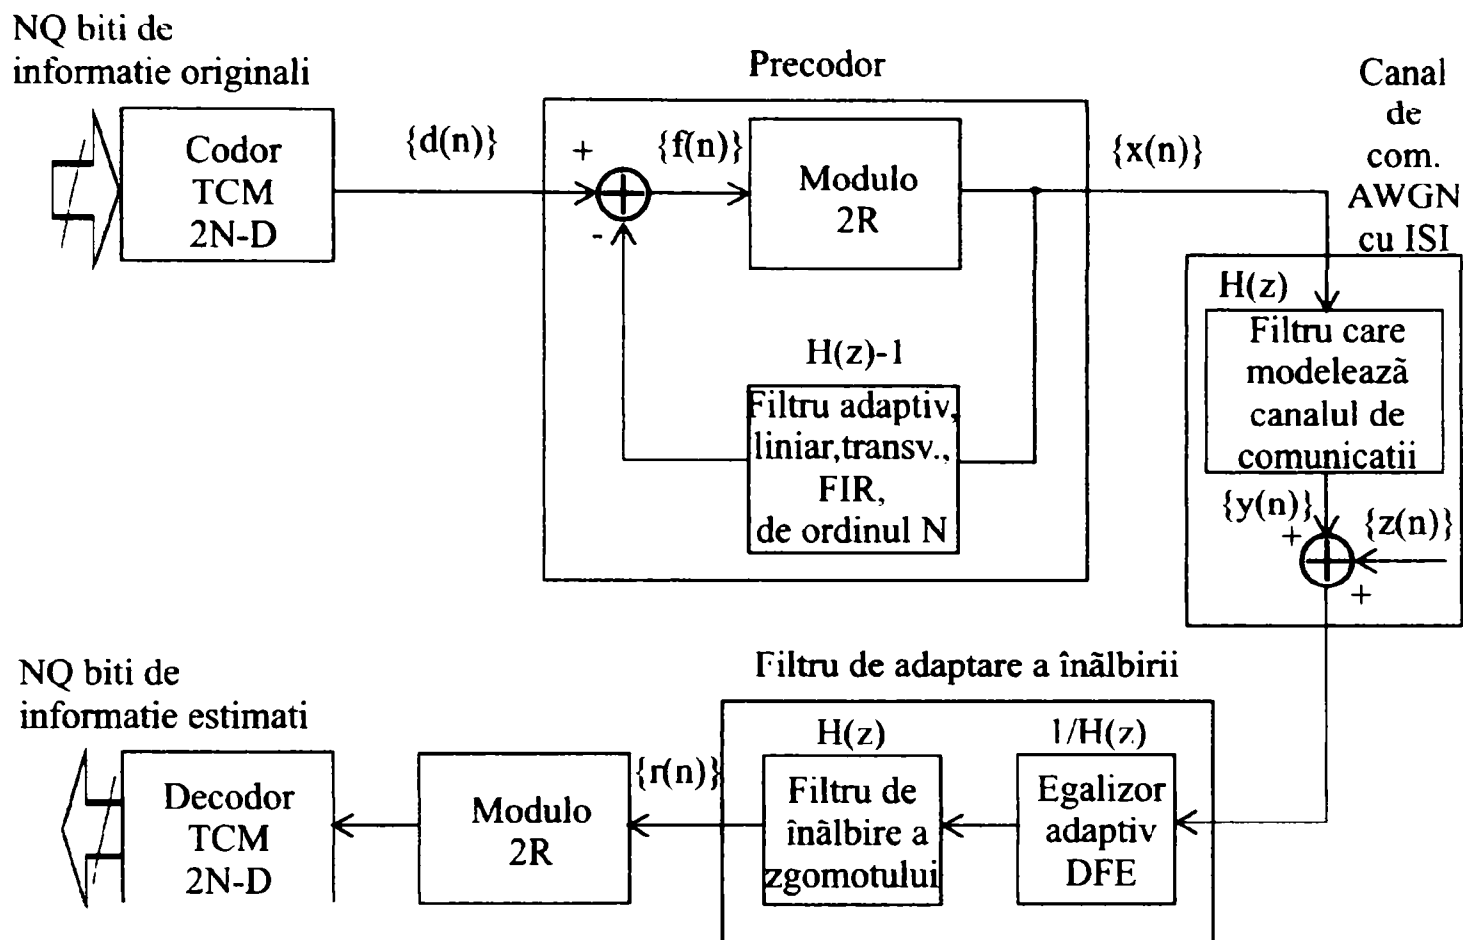 NQ biti de
informatie originali
Codor
TCM
2N-D
{d(n)}
Precodor
+
-
{f(n)}
Modulo
2R
H(z)-1
Filtru adaptiv,
liniar,transv.,
FIR,
de ordinul N
{x(n)}
Canal
de
com.
AWGN
cu ISI
H(z)
Filtru care
modelează
canalul de
comunicatii
{y(n)}
+
{z(n)}
+
Filtru de adaptare a înãlbirii
1/H(z)
Egalizor
adaptiv
DFE
H(z)
Filtru de
înãlbire a
zgomotului
{r(n)}
Modulo
2R
Decodor
TCM
2N-D
NQ biti de
informatie estimati